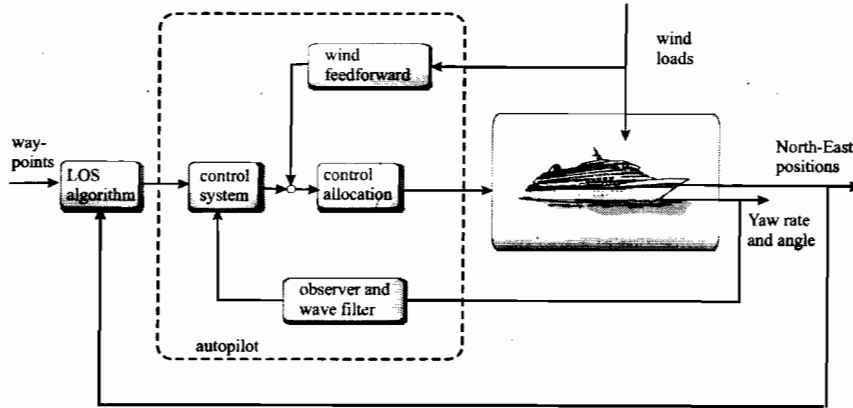 wind
feedforward
wind
loads
way-
points
LOS
algorithm
control
system
control
allocation
North-East
positions
Yaw rate
and angle
observer and
wave filter
autopilot